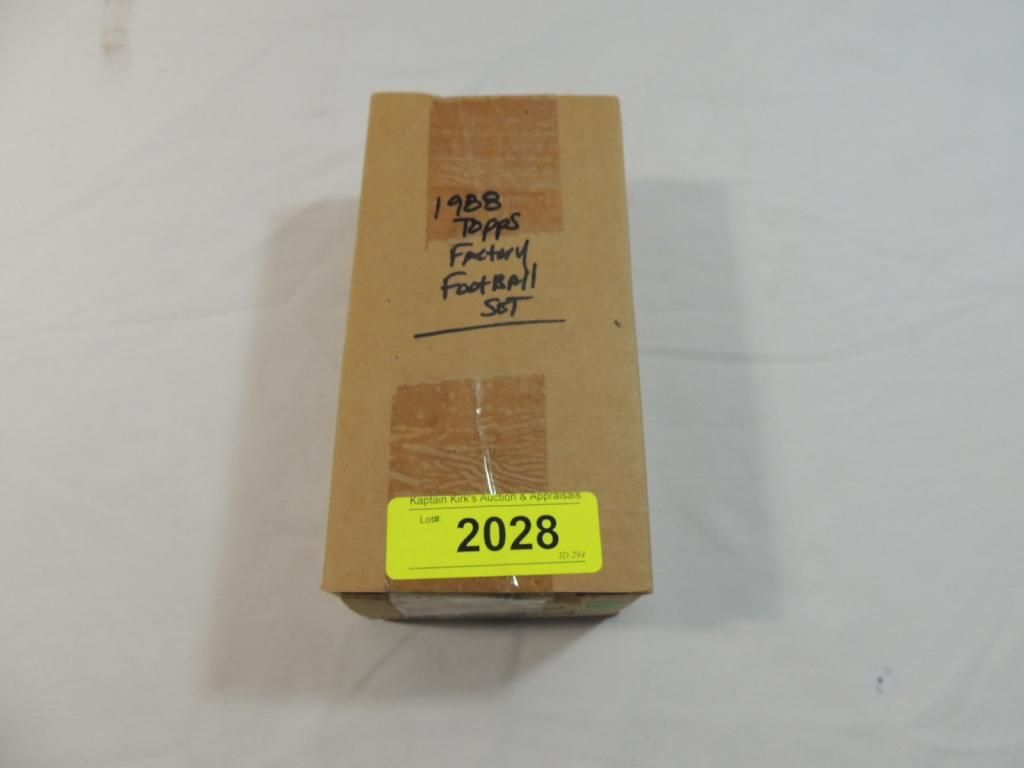 1988
Topps
Factory
Football
Set
Kaptain Kirk's Auction & Appraisals
Lot#: 2028
ID:294